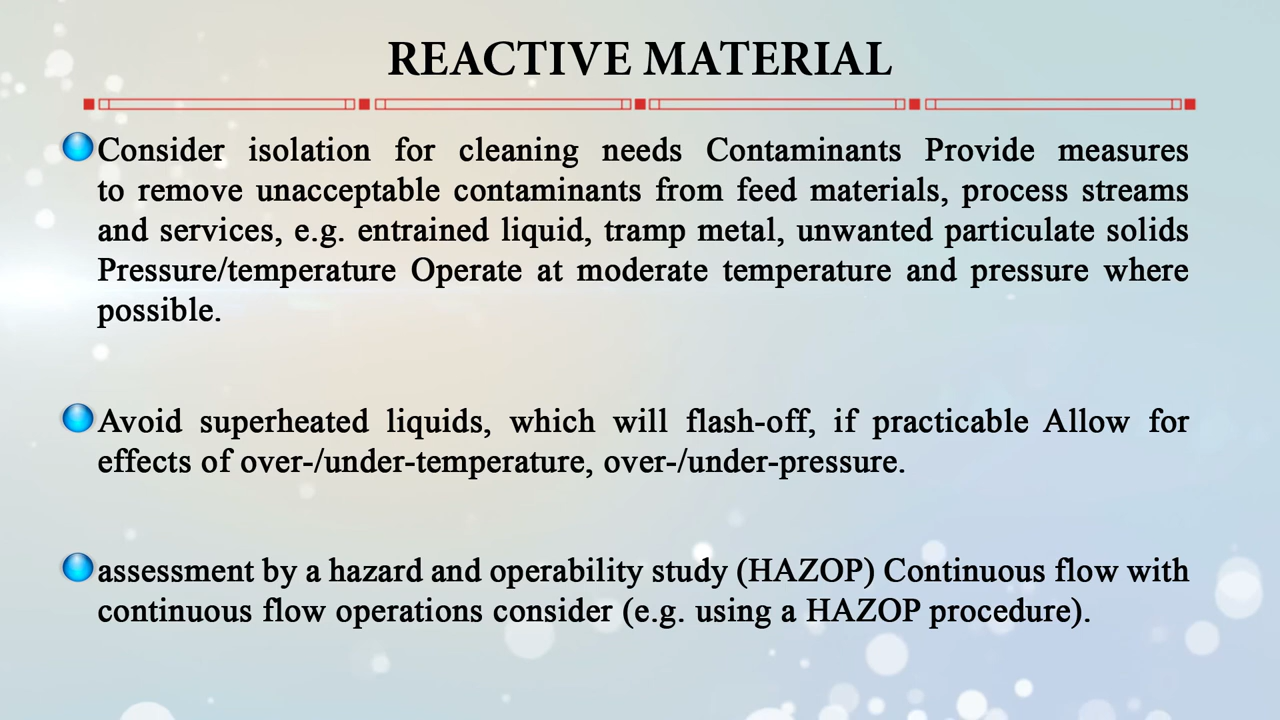 REACTIVE MATERIAL
Consider isolation for cleaning needs Contaminants Provide measures
to remove unacceptable contaminants from feed materials, process streams
and services, e.g. entrained liquid, tramp metal, unwanted particulate solids
Pressure/temperature Operate at moderate temperature and pressure where
possible.
Avoid superheated liquids, which will flash-off, if practicable Allow for
effects of over-/under-temperature, over-/under-pressure.
assessment by a hazard and operability study (HAZOP) Continuous flow with
continuous flow operations consider (e.g. using a HAZOP procedure).